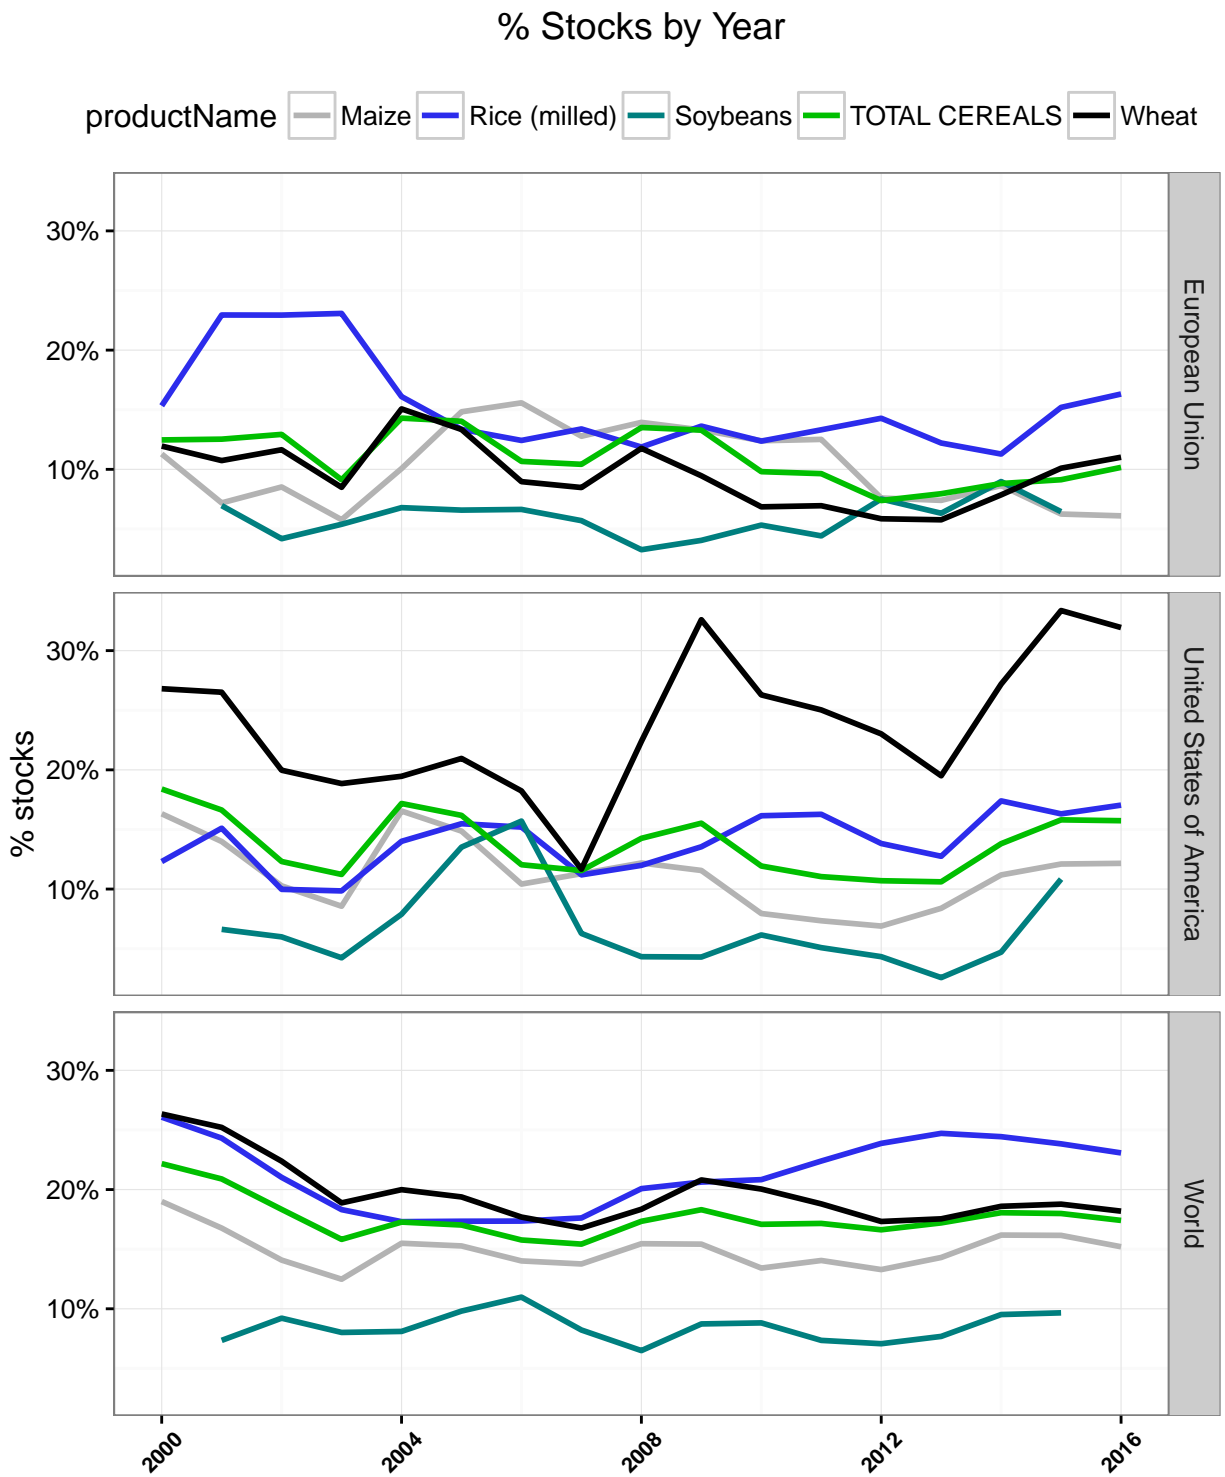 % Stocks by Year
productName Maize Rice (milled) Soybeans TOTAL CEREALS Wheat
30%
20%
10%
European Union
% stocks
30%
20%
10%
United States of America
30%
20%
10%
World
2000 2004 2008 2012 2016